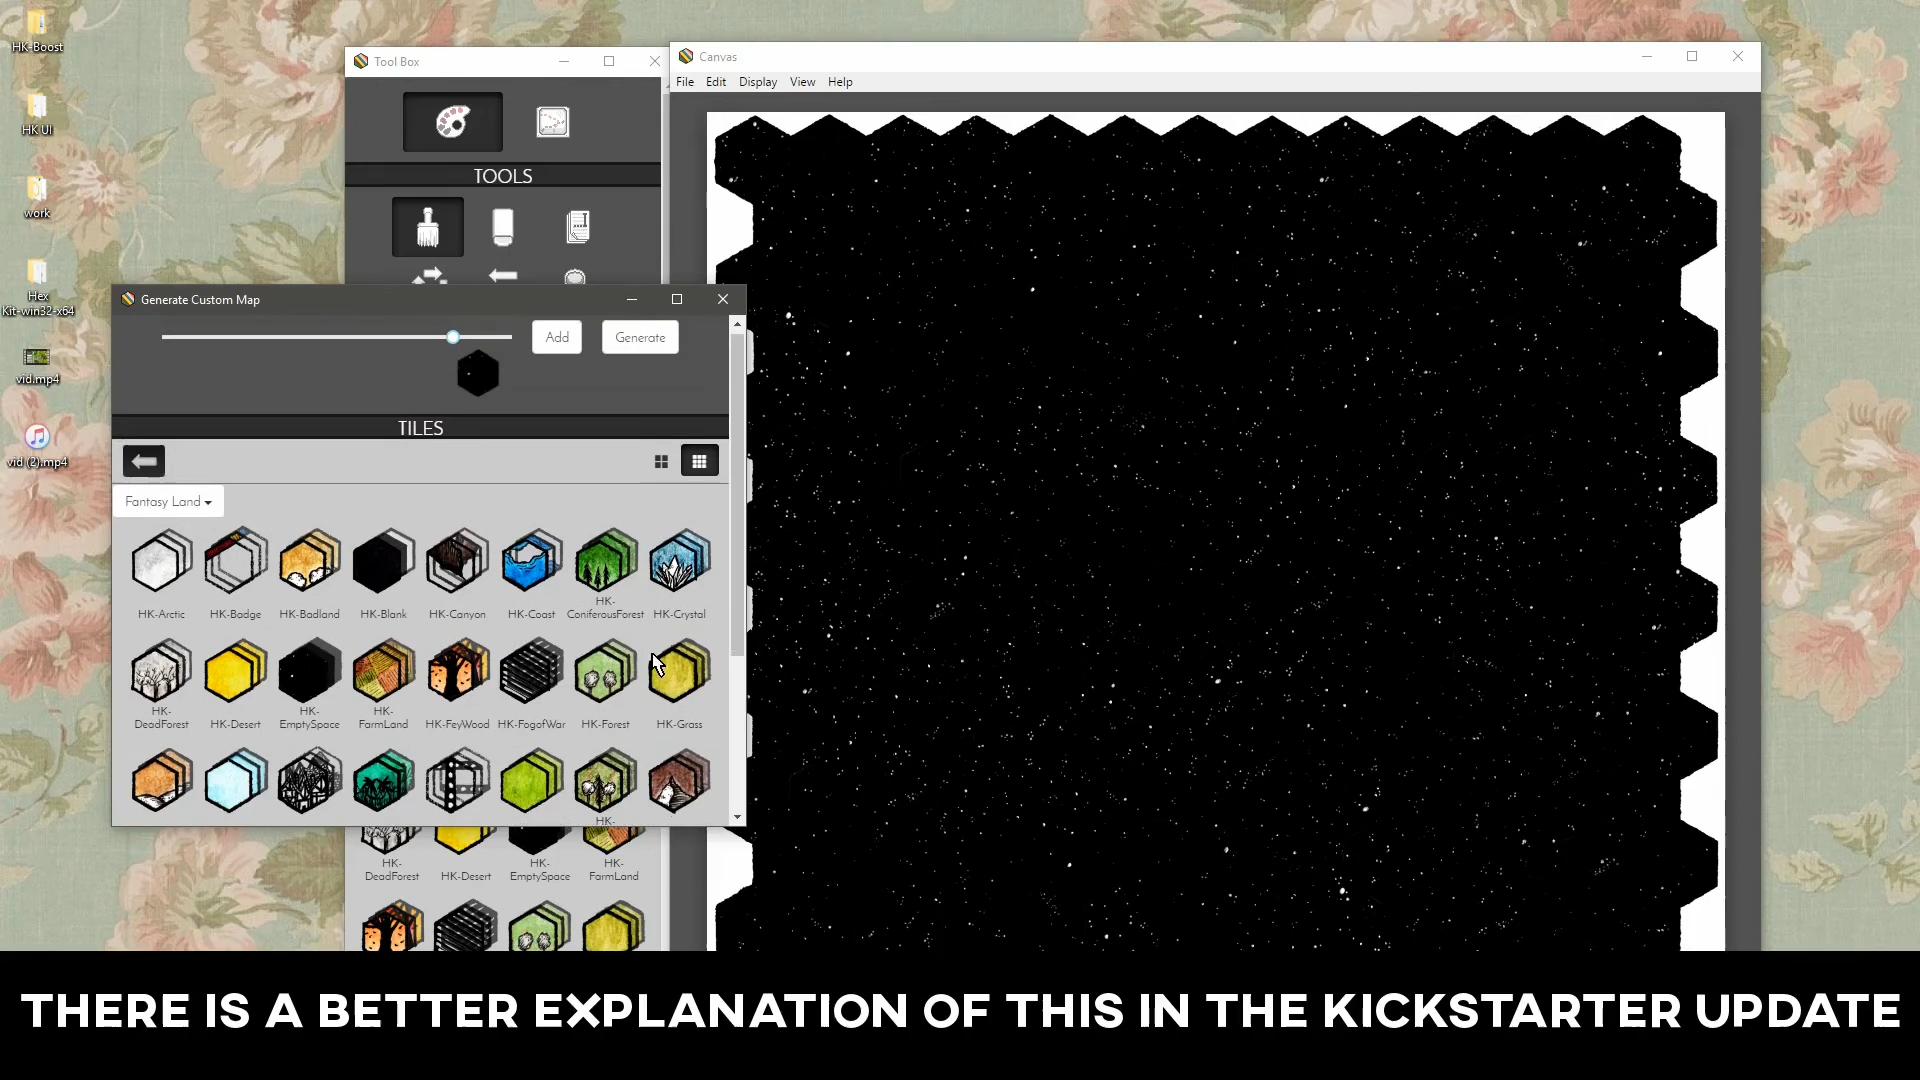 HK-Boost
HK UI
work
Hex
Kit-win32-x64
vid.mp4
vid (2).mp4
Tool Box
TOOLS
Canvas
File Edit Display View Help
Generate Custom Map
Add Generate
TILES
Fantasy Land
HK-Arctic HK-Badge HK-Badland HK-Blank HK-Canyon HK-Coast HK-
ConiferousForest HK-Crystal
HK-
DeadForest HK-Desert HK-
EmptySpace HK-
FarmLand HK-FeyWood HK-FogofWar HK-Forest HK-Grass
HK-
HK-
DeadForest HK-Desert HK-
EmptySpace HK-
FarmLand
THERE IS A BETTER EXPLANATION OF THIS IN THE KICKSTARTER UPDATE